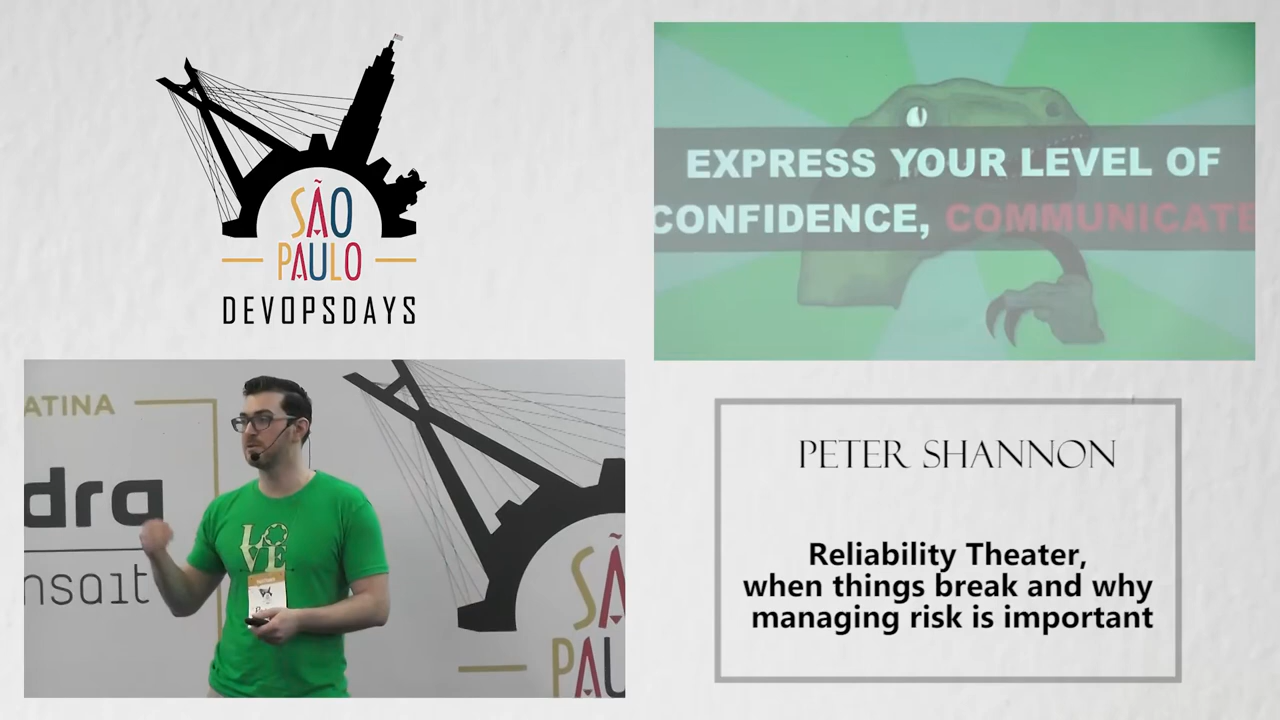 SÃO
PAULO
DEVOPSDAYS
EXPRESS YOUR LEVEL OF
CONFIDENCE, COMMUNICATE
ATINA
dra
nsait
LOVE
SÃ
PAU
PETER SHANNON
Reliability Theater,
when things break and why
managing risk is important